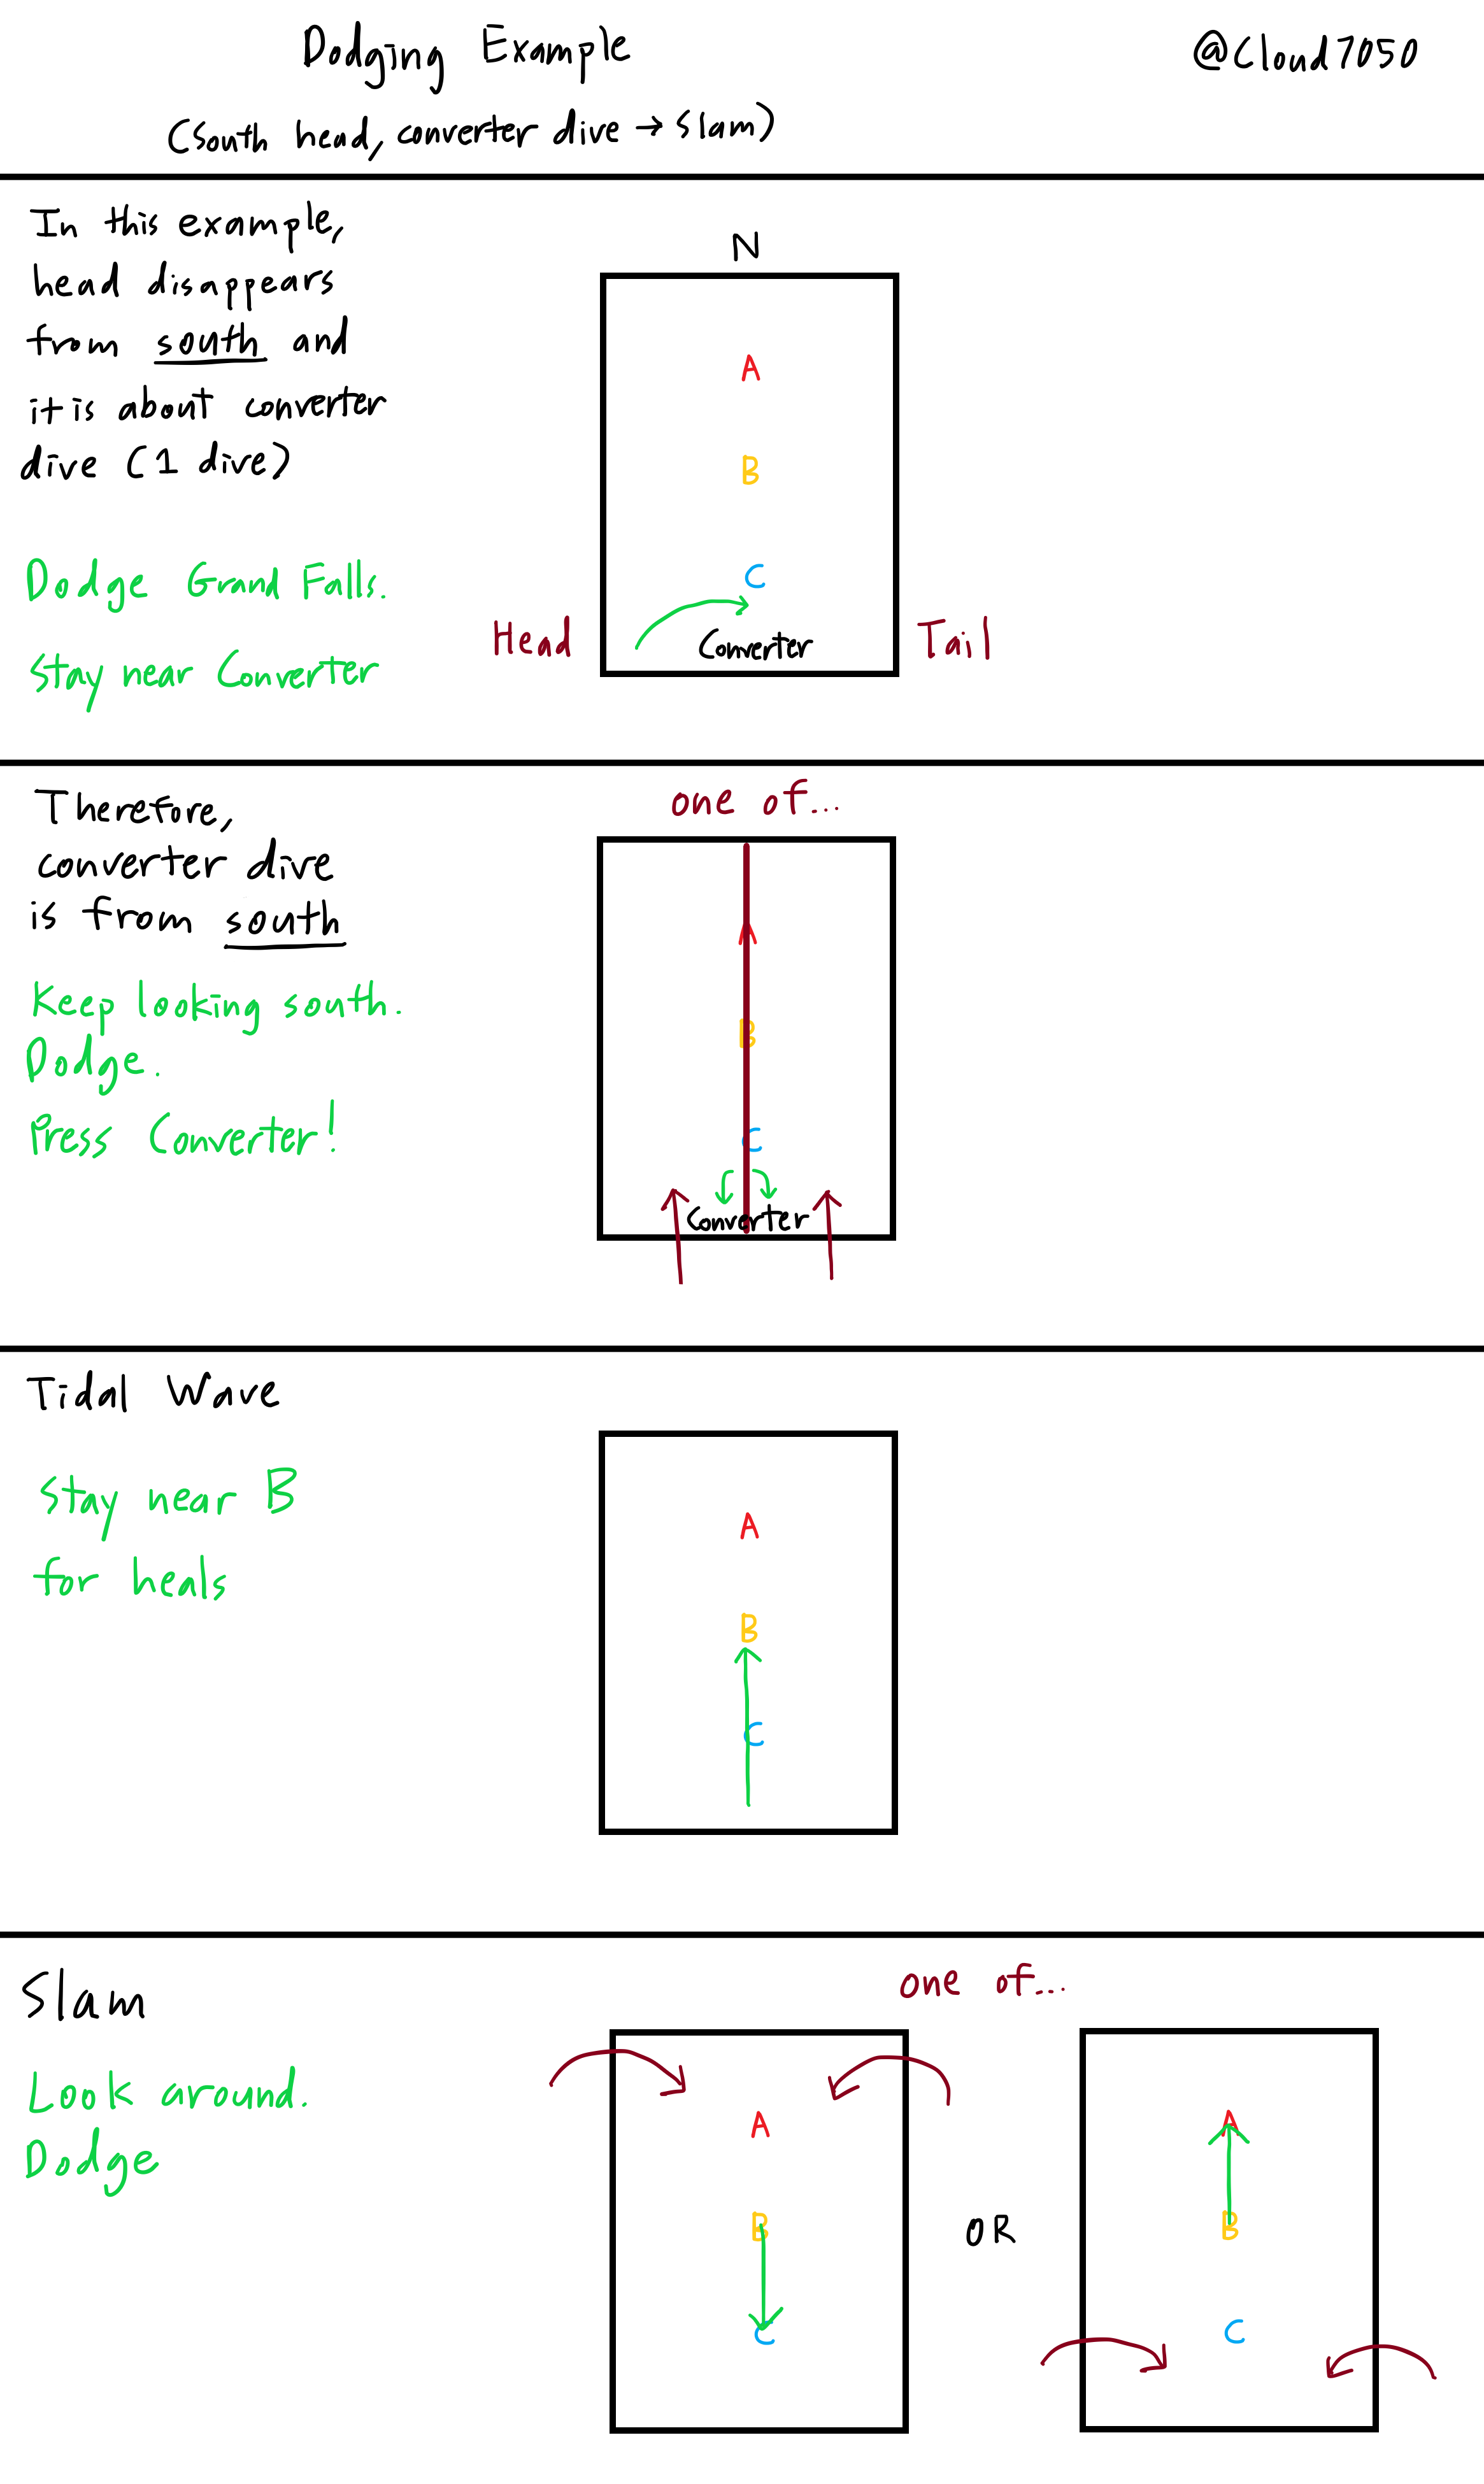 Dodging Example
@Cloud7050
(South head, converter dive → slam)
In this example,
head disappears
from south and
it is about converter
dive (1 dive)
Dodge Grand Falls.
Stay near Converter
N
A
B
C
Head
Converter
Tail
Therefore,
converter dive
is from south
Keep looking south.
Dodge.
Press Converter!
one of...
A
B
C
Converter
Tidal Wave
Stay near B
for heals
A
B
C
Slam
Look around.
Dodge
one of...
A
B
C
OR
A
B
C